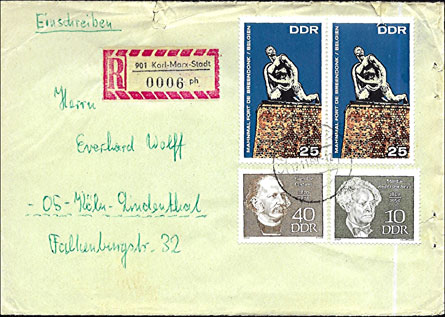 Einschreiben
R
901 Karl-Marx-Stadt
0006 ph
Herrn
Everhard Wolff
- 05 - Köln - Lindenthal
Falkenburgstr. 32
DDR
MAHNMAL FORT DE BREENDONK / BELGIEN
25
DDR
MAHNMAL FORT DE BREENDONK / BELGIEN
25
40
DDR
10
DDR